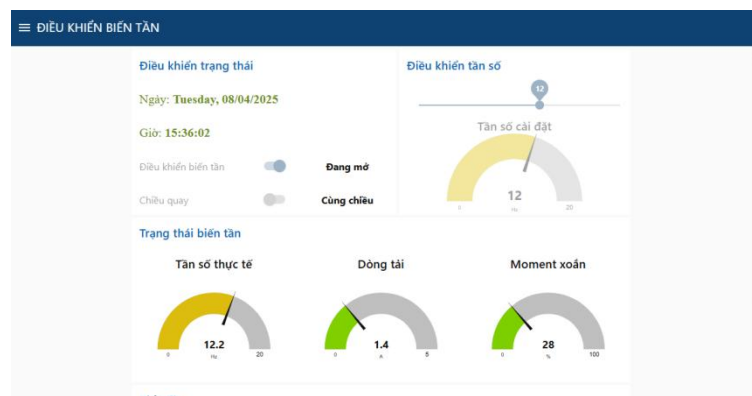 ĐIỀU KHIỂN BIẾN TẦN
Điều khiển trạng thái
Ngày: Tuesday, 08/04/2025
Giờ: 15:36:02
Điều khiển biến tần Đang mở
Chiều quay Cùng chiều
Điều khiển tần số
12
Tần số cài đặt
12
Hz
0 20
Trạng thái biến tần
Tần số thực tế Dòng tải Moment xoắn
12.2 1.4 28
0 Hz 20 0 A 5 0 % 100